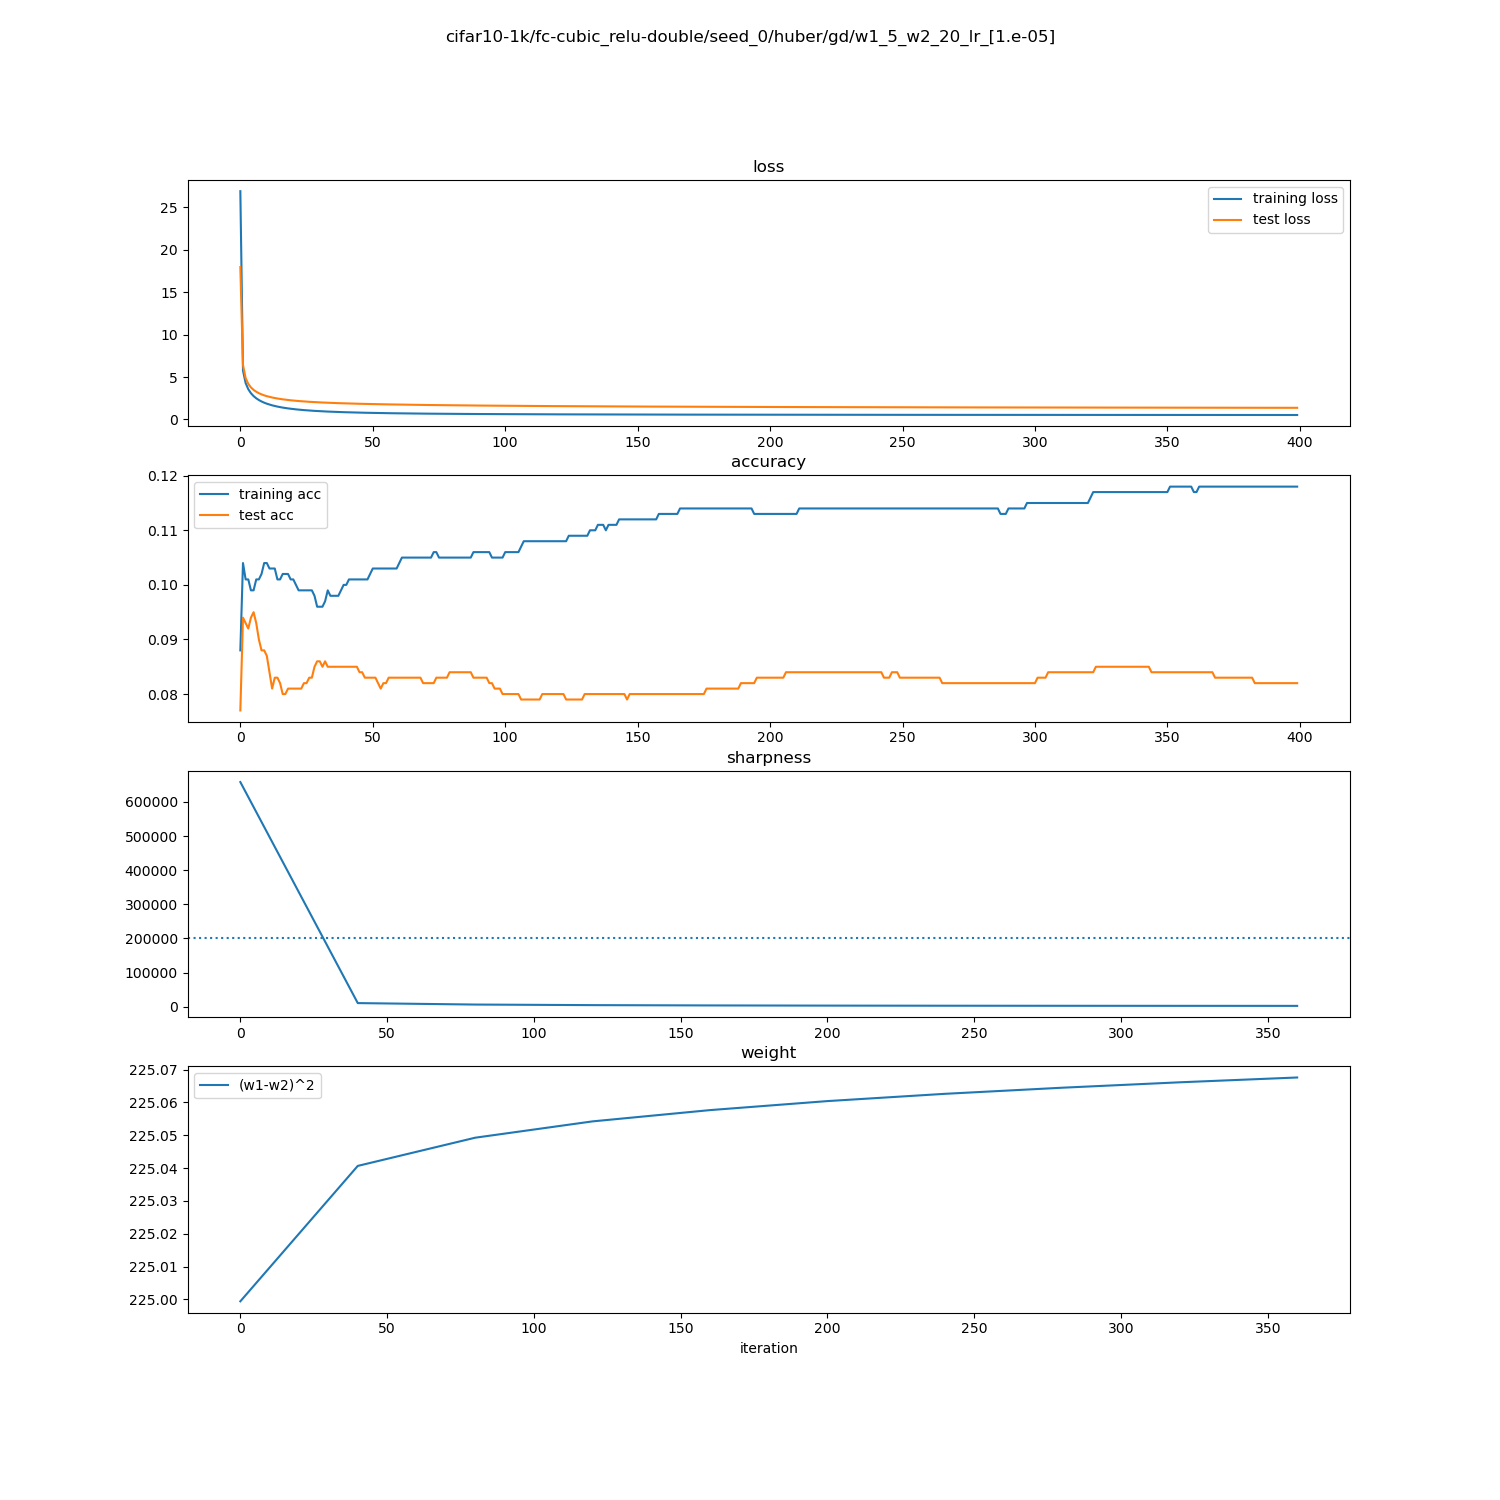 cifar10-1k/fc-cubic_relu-double/seed_0/huber/gd/w1_5_w2_20_lr_[1.e-05]
loss
25
20
15
10
5
0
training loss
test loss
0 50 100 150 200 250 300 350 400
accuracy
0.12
0.11
0.10
0.09
0.08
training acc
test acc
0 50 100 150 200 250 300 350 400
sharpness
600000
500000
400000
300000
200000
100000
0
0 50 100 150 200 250 300 350
weight
225.07
225.06
225.05
225.04
225.03
225.02
225.01
225.00
(w1-w2)^2
0 50 100 150 200 250 300 350
iteration